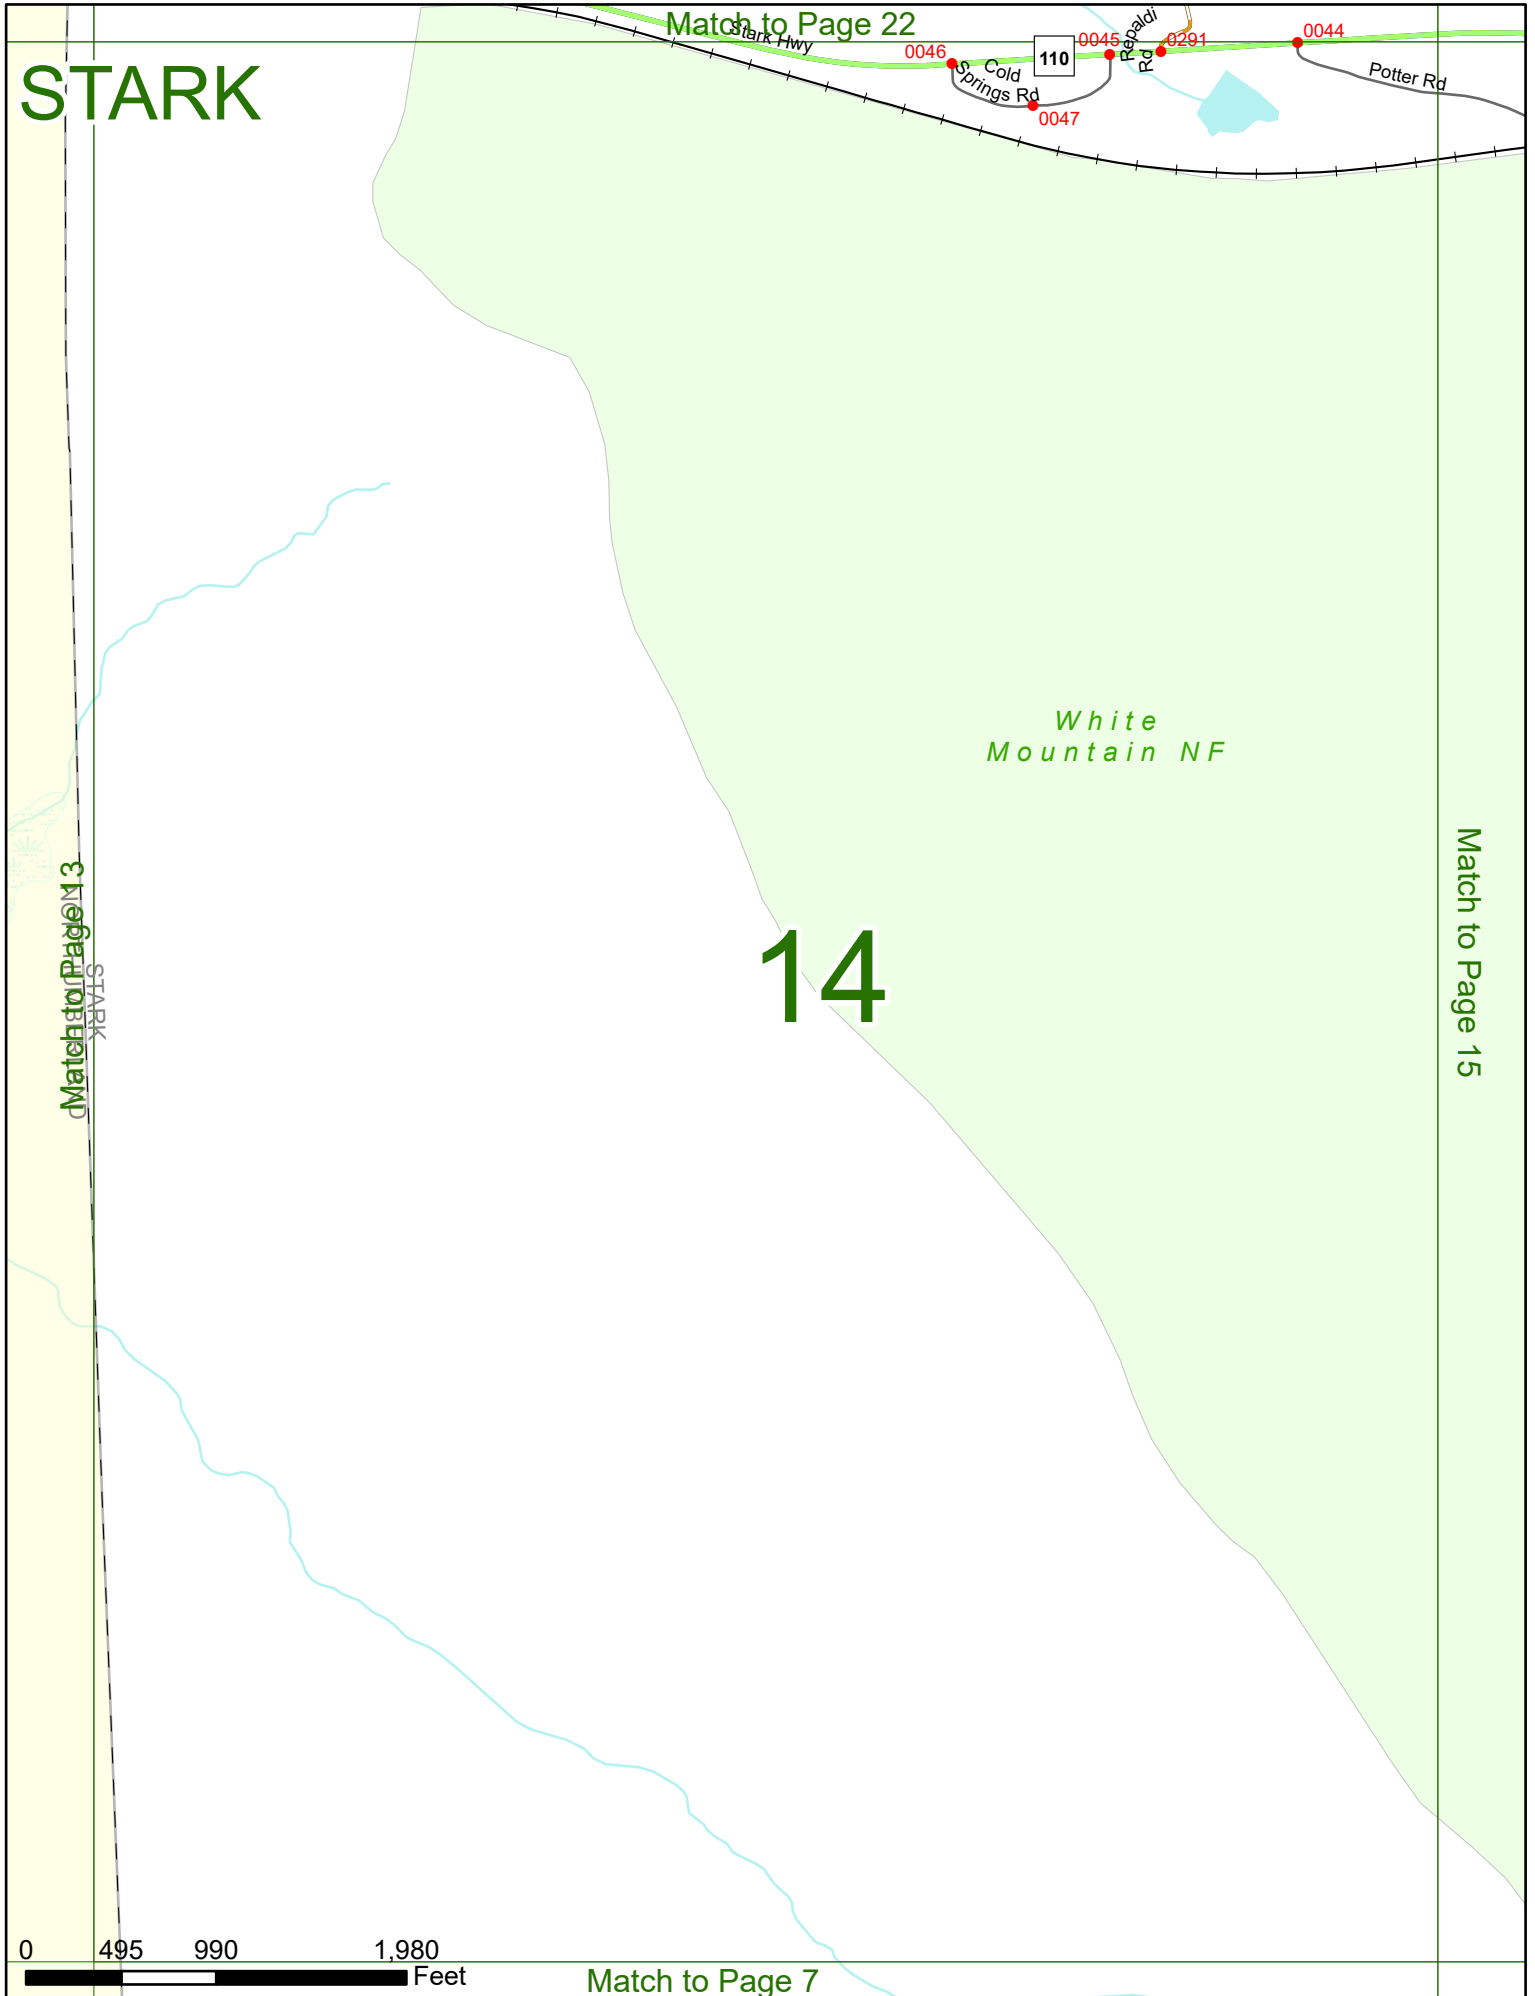 Match to Page 22
STARK
Stark Hwy
0046
Cold
Springs Rd
0047
110
0045
Repaldi
Rd
0291
0044
Potter Rd
White
Mountain NF
14
Match to Page 13
NORTHUMBERLAND
STARK
Match to Page 15
0 495 990 1,980
Feet
Match to Page 7